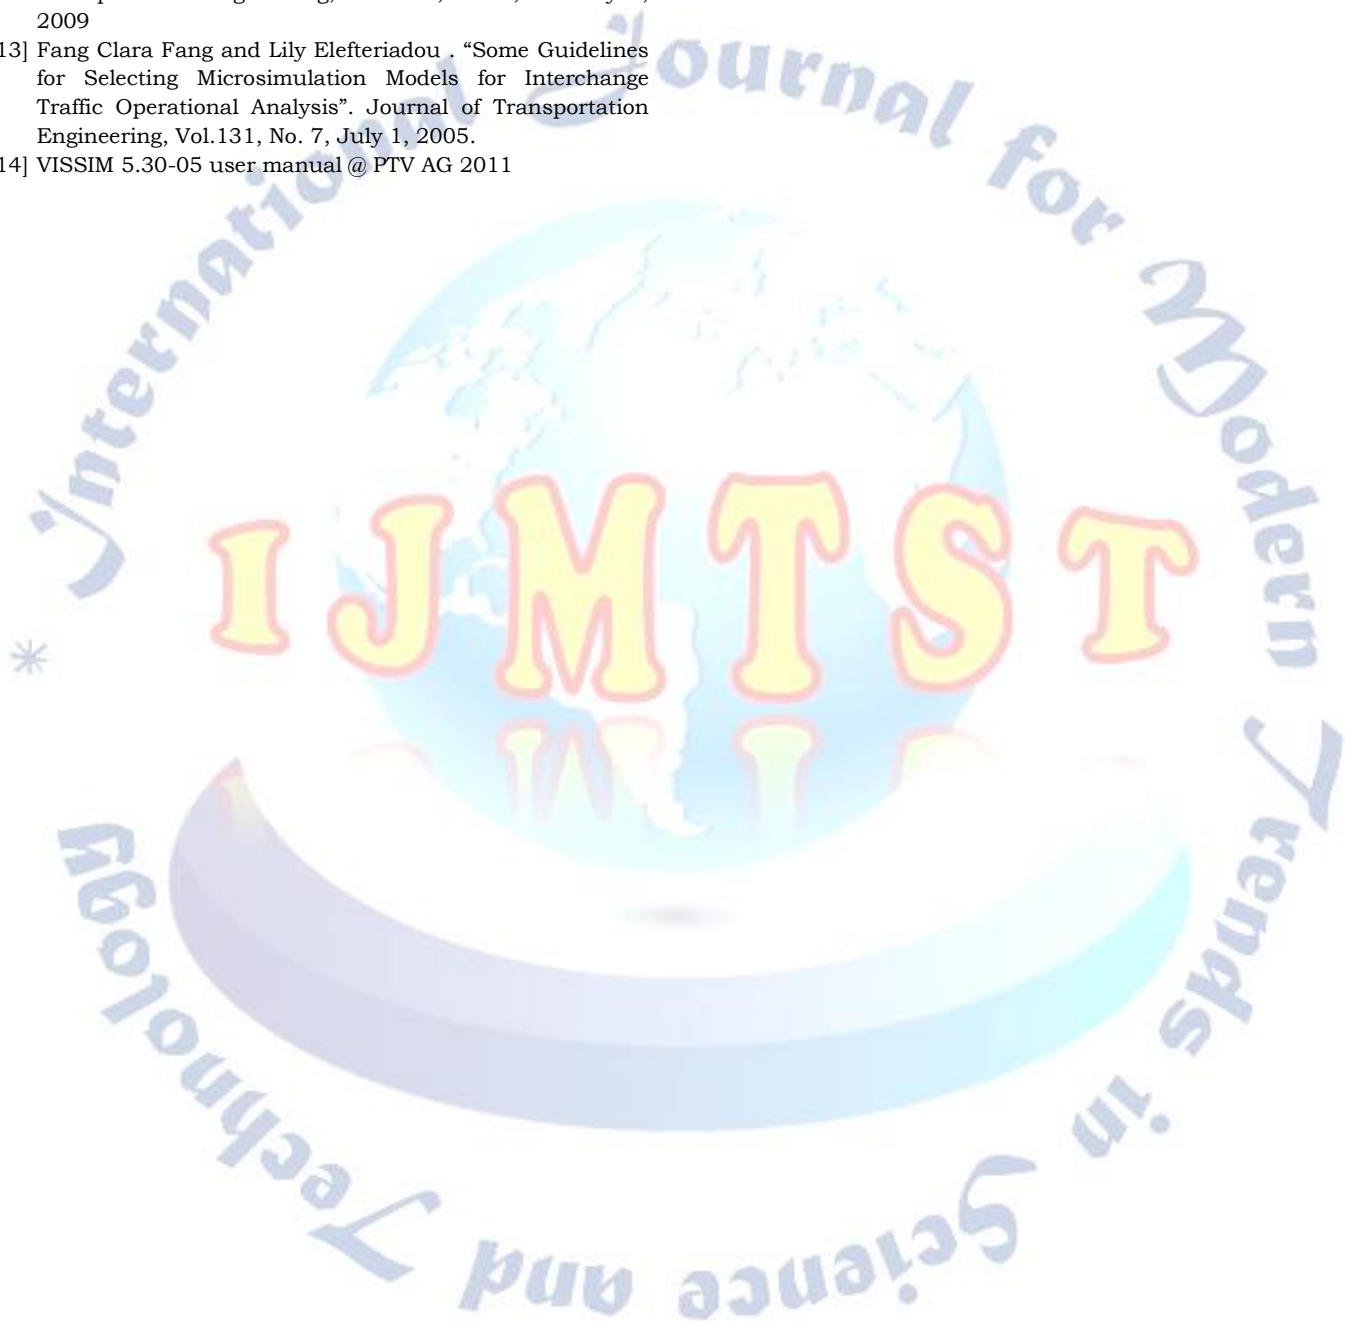 2009
13] Fang Clara Fang and Lily Elefteriadou . “Some Guidelines
for Selecting Microsimulation Models for Interchange
Traffic Operational Analysis”. Journal of Transportation
Engineering, Vol.131, No. 7, July 1, 2005.
14] VISSIM 5.30-05 user manual @ PTV AG 2011
International Journal for Modern Trends in Science and Technology
IJMTST
*